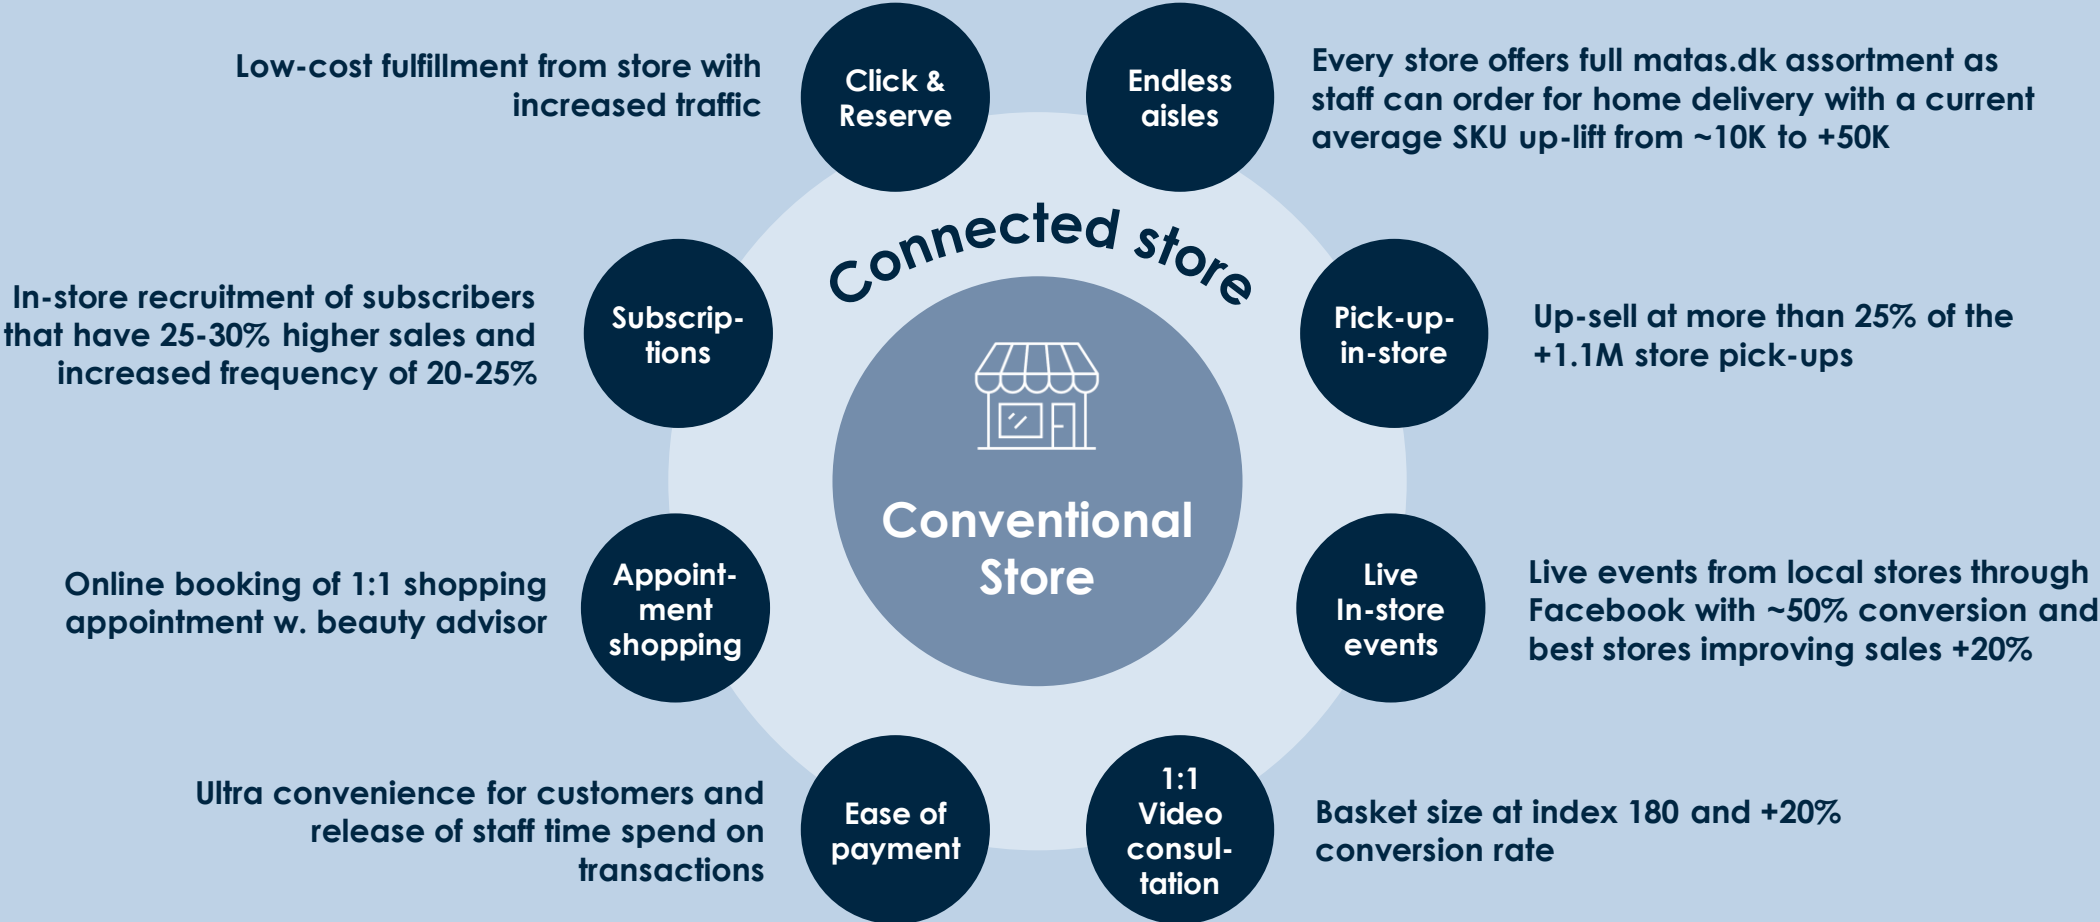 Low-cost fulfillment from store with
increased traffic
Click &
Reserve
Endless
aisles
Every store offers full matas.dk assortment as
staff can order for home delivery with a current
average SKU up-lift from ~10K to +50K
Connected store
In-store recruitment of subscribers
that have 25-30% higher sales and
increased frequency of 20-25%
Subscrip-
tions
Pick-up-
in-store
Up-sell at more than 25% of the
+1.1M store pick-ups
Conventional
Store
Online booking of 1:1 shopping
appointment w. beauty advisor
Appoint-
ment
shopping
Live
In-store
events
Live events from local stores through
Facebook with ~50% conversion and
best stores improving sales +20%
Ultra convenience for customers and
release of staff time spend on
transactions
Ease of
payment
1:1
Video
consul-
tation
Basket size at index 180 and +20%
conversion rate